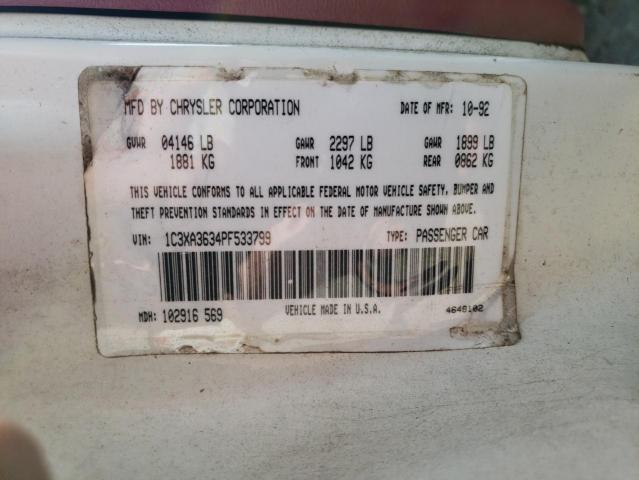 MFD BY CHRYSLER CORPORATION DATE OF MFR: 10-92
GVWR 04146 LB GAWR 2297 LB GAWR 1899 LB
1881 KG FRONT 1042 KG REAR 0862 KG
THIS VEHICLE CONFORMS TO ALL APPLICABLE FEDERAL MOTOR VEHICLE SAFETY, BUMPER AND
THEFT PREVENTION STANDARDS IN EFFECT ON THE DATE OF MANUFACTURE SHOWN ABOVE.
VIN: 1C3XA3634PF533799 TYPE: PASSENGER CAR
MDH: 102916 569 VEHICLE MADE IN U.S.A. 4648102